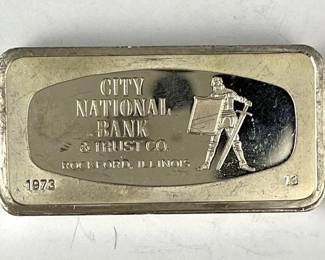 CITY
NATIONAL
BANK
& TRUST CO.
ROCKFORD, ILLINOIS
1973
73